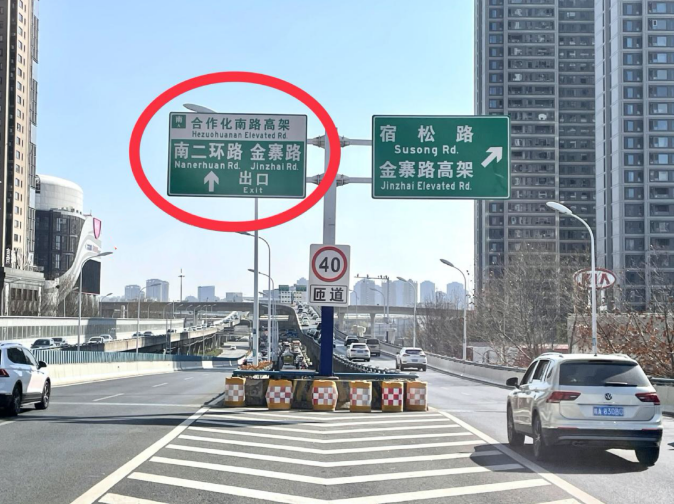 南
合作化南路高架
Hezuohuanan Elevated Rd.
南二环路 金寨路
Nanerhuan Rd. Jinzhai Rd.
出口
Exit
宿松路
Susong Rd.
金寨路高架
Jinzhai Elevated Rd.
40
匝道
KIA